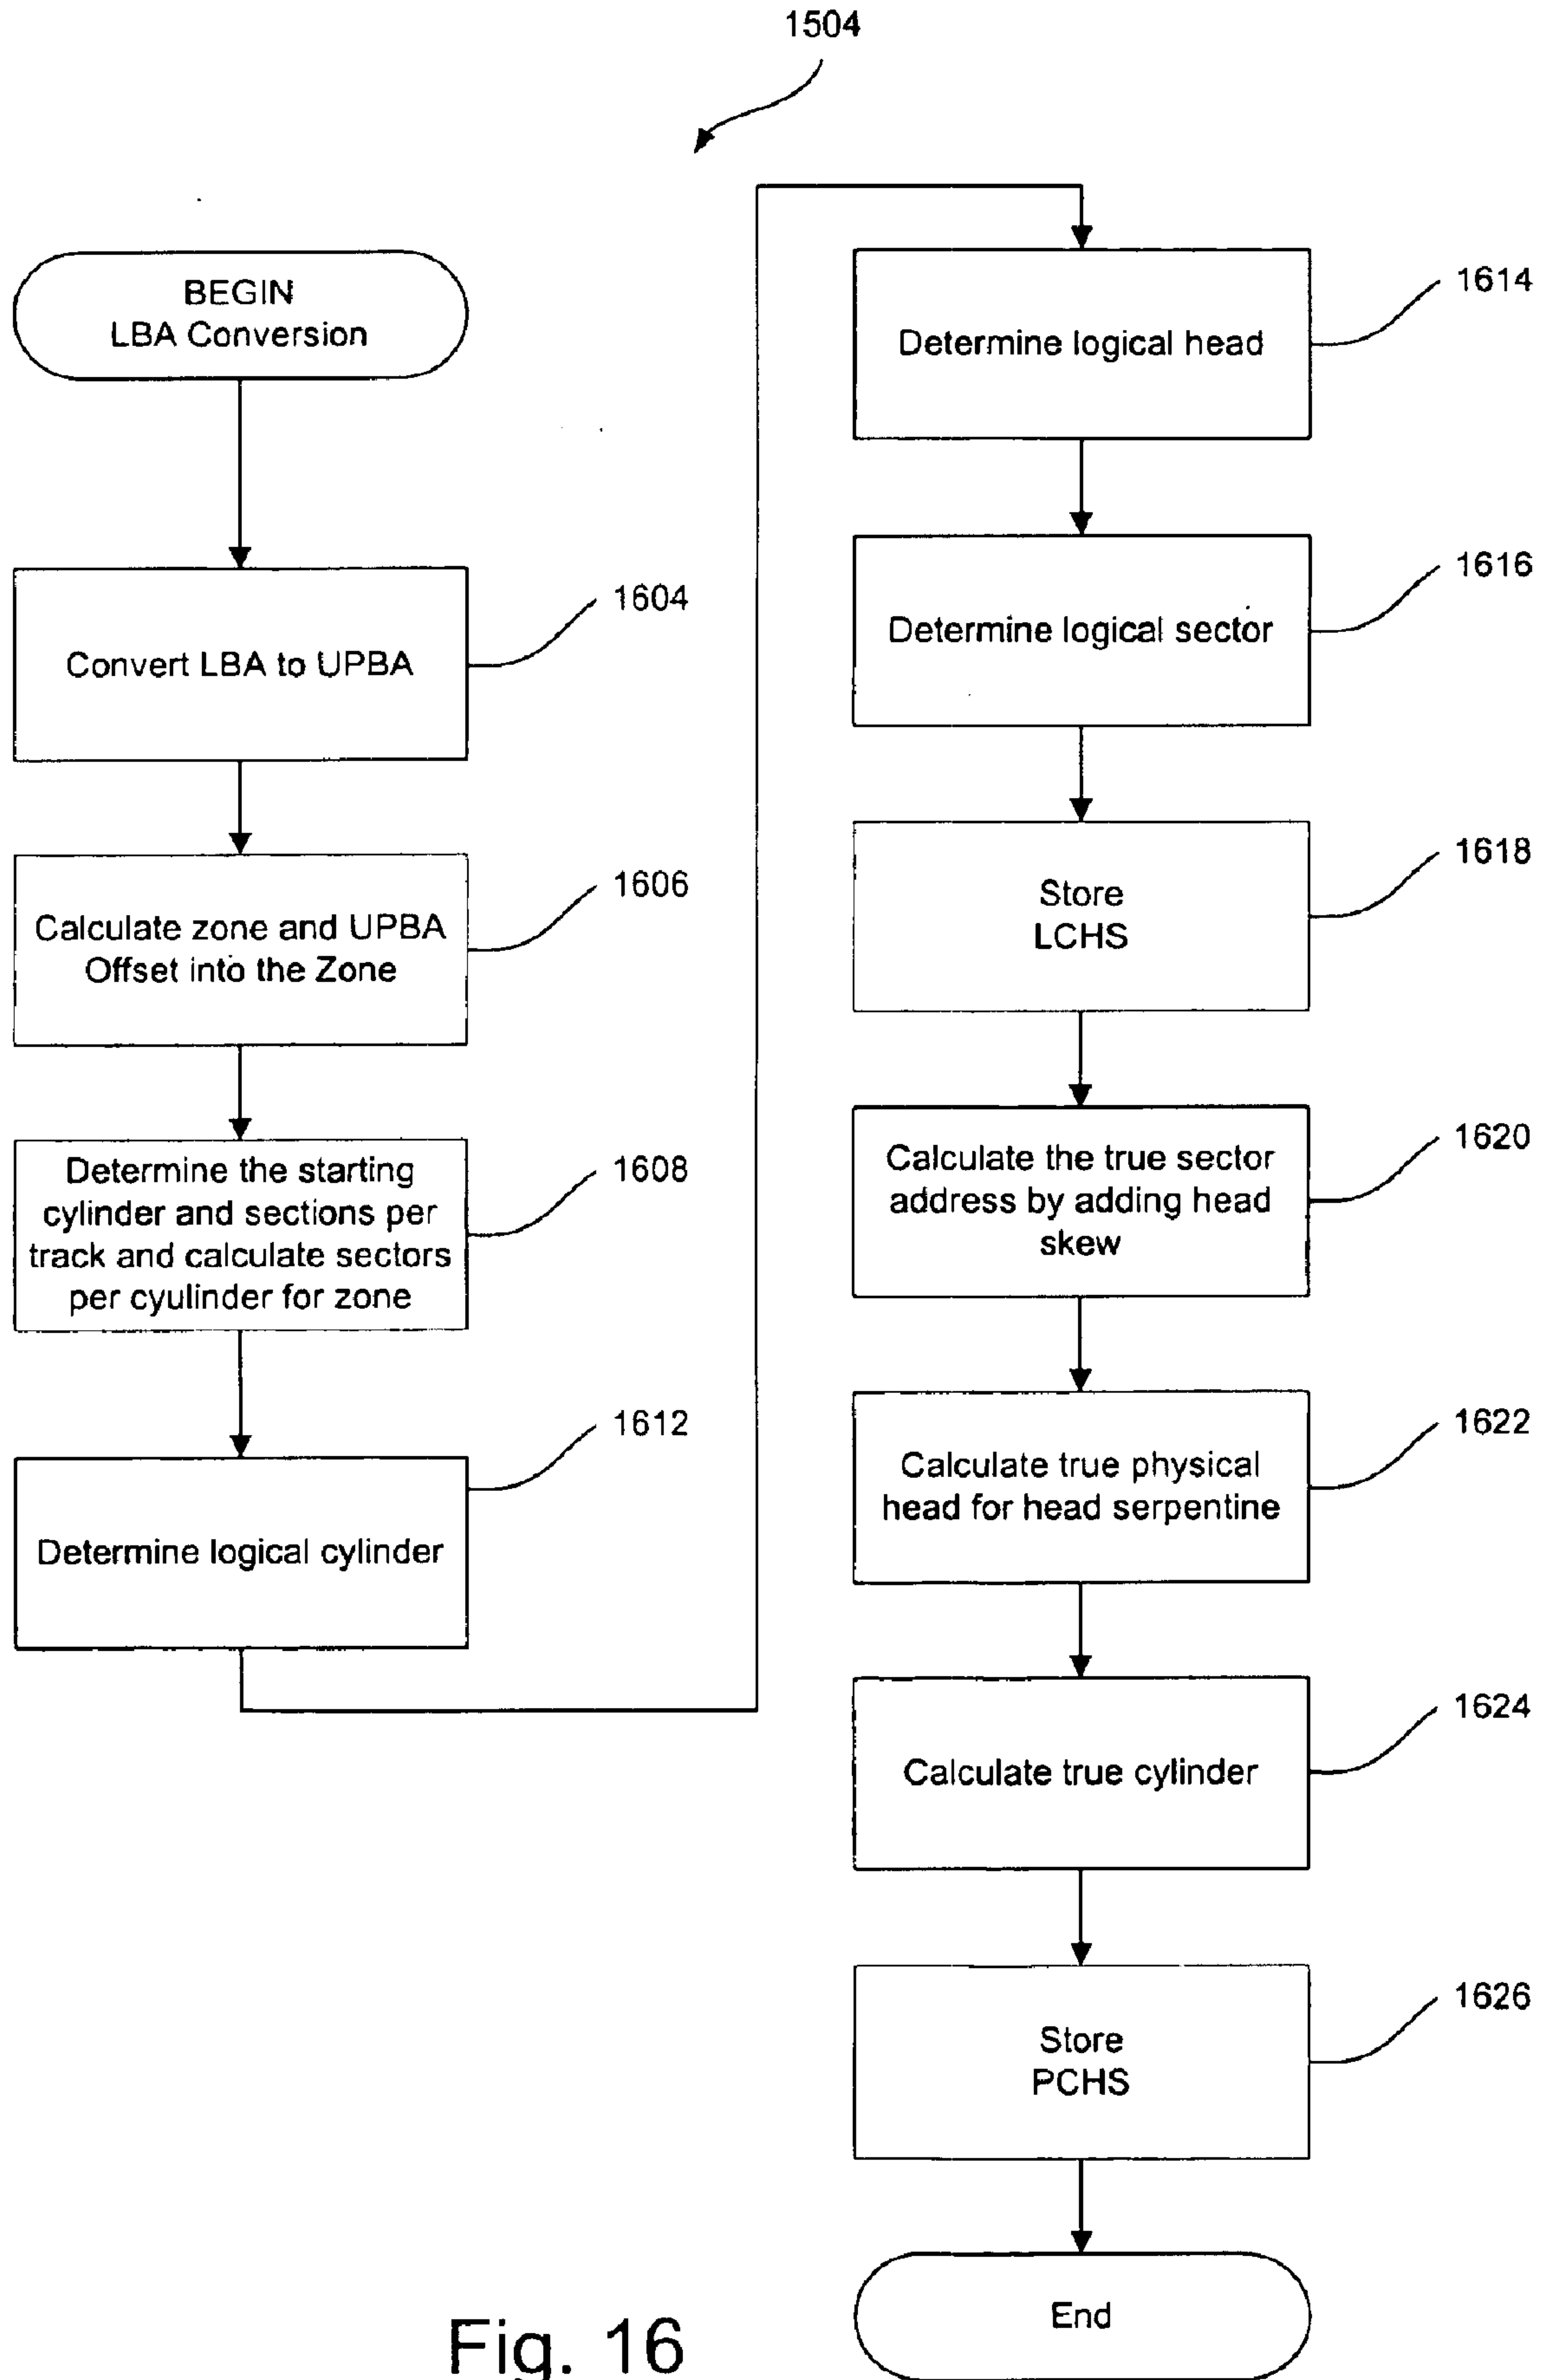 1504
BEGIN
LBA Conversion
Convert LBA to UPBA
1604
Calculate zone and UPBA
Offset into the Zone
1606
Determine the starting
cylinder and sections per
track and calculate sectors
per cyulinder for zone
1608
Determine logical cylinder
1612
Determine logical head
1614
Determine logical sector
1616
Store
LCHS
1618
Calculate the true sector
address by adding head
skew
1620
Calculate true physical
head for head serpentine
1622
Calculate true cylinder
1624
Store
PCHS
1626
End
Fig. 16